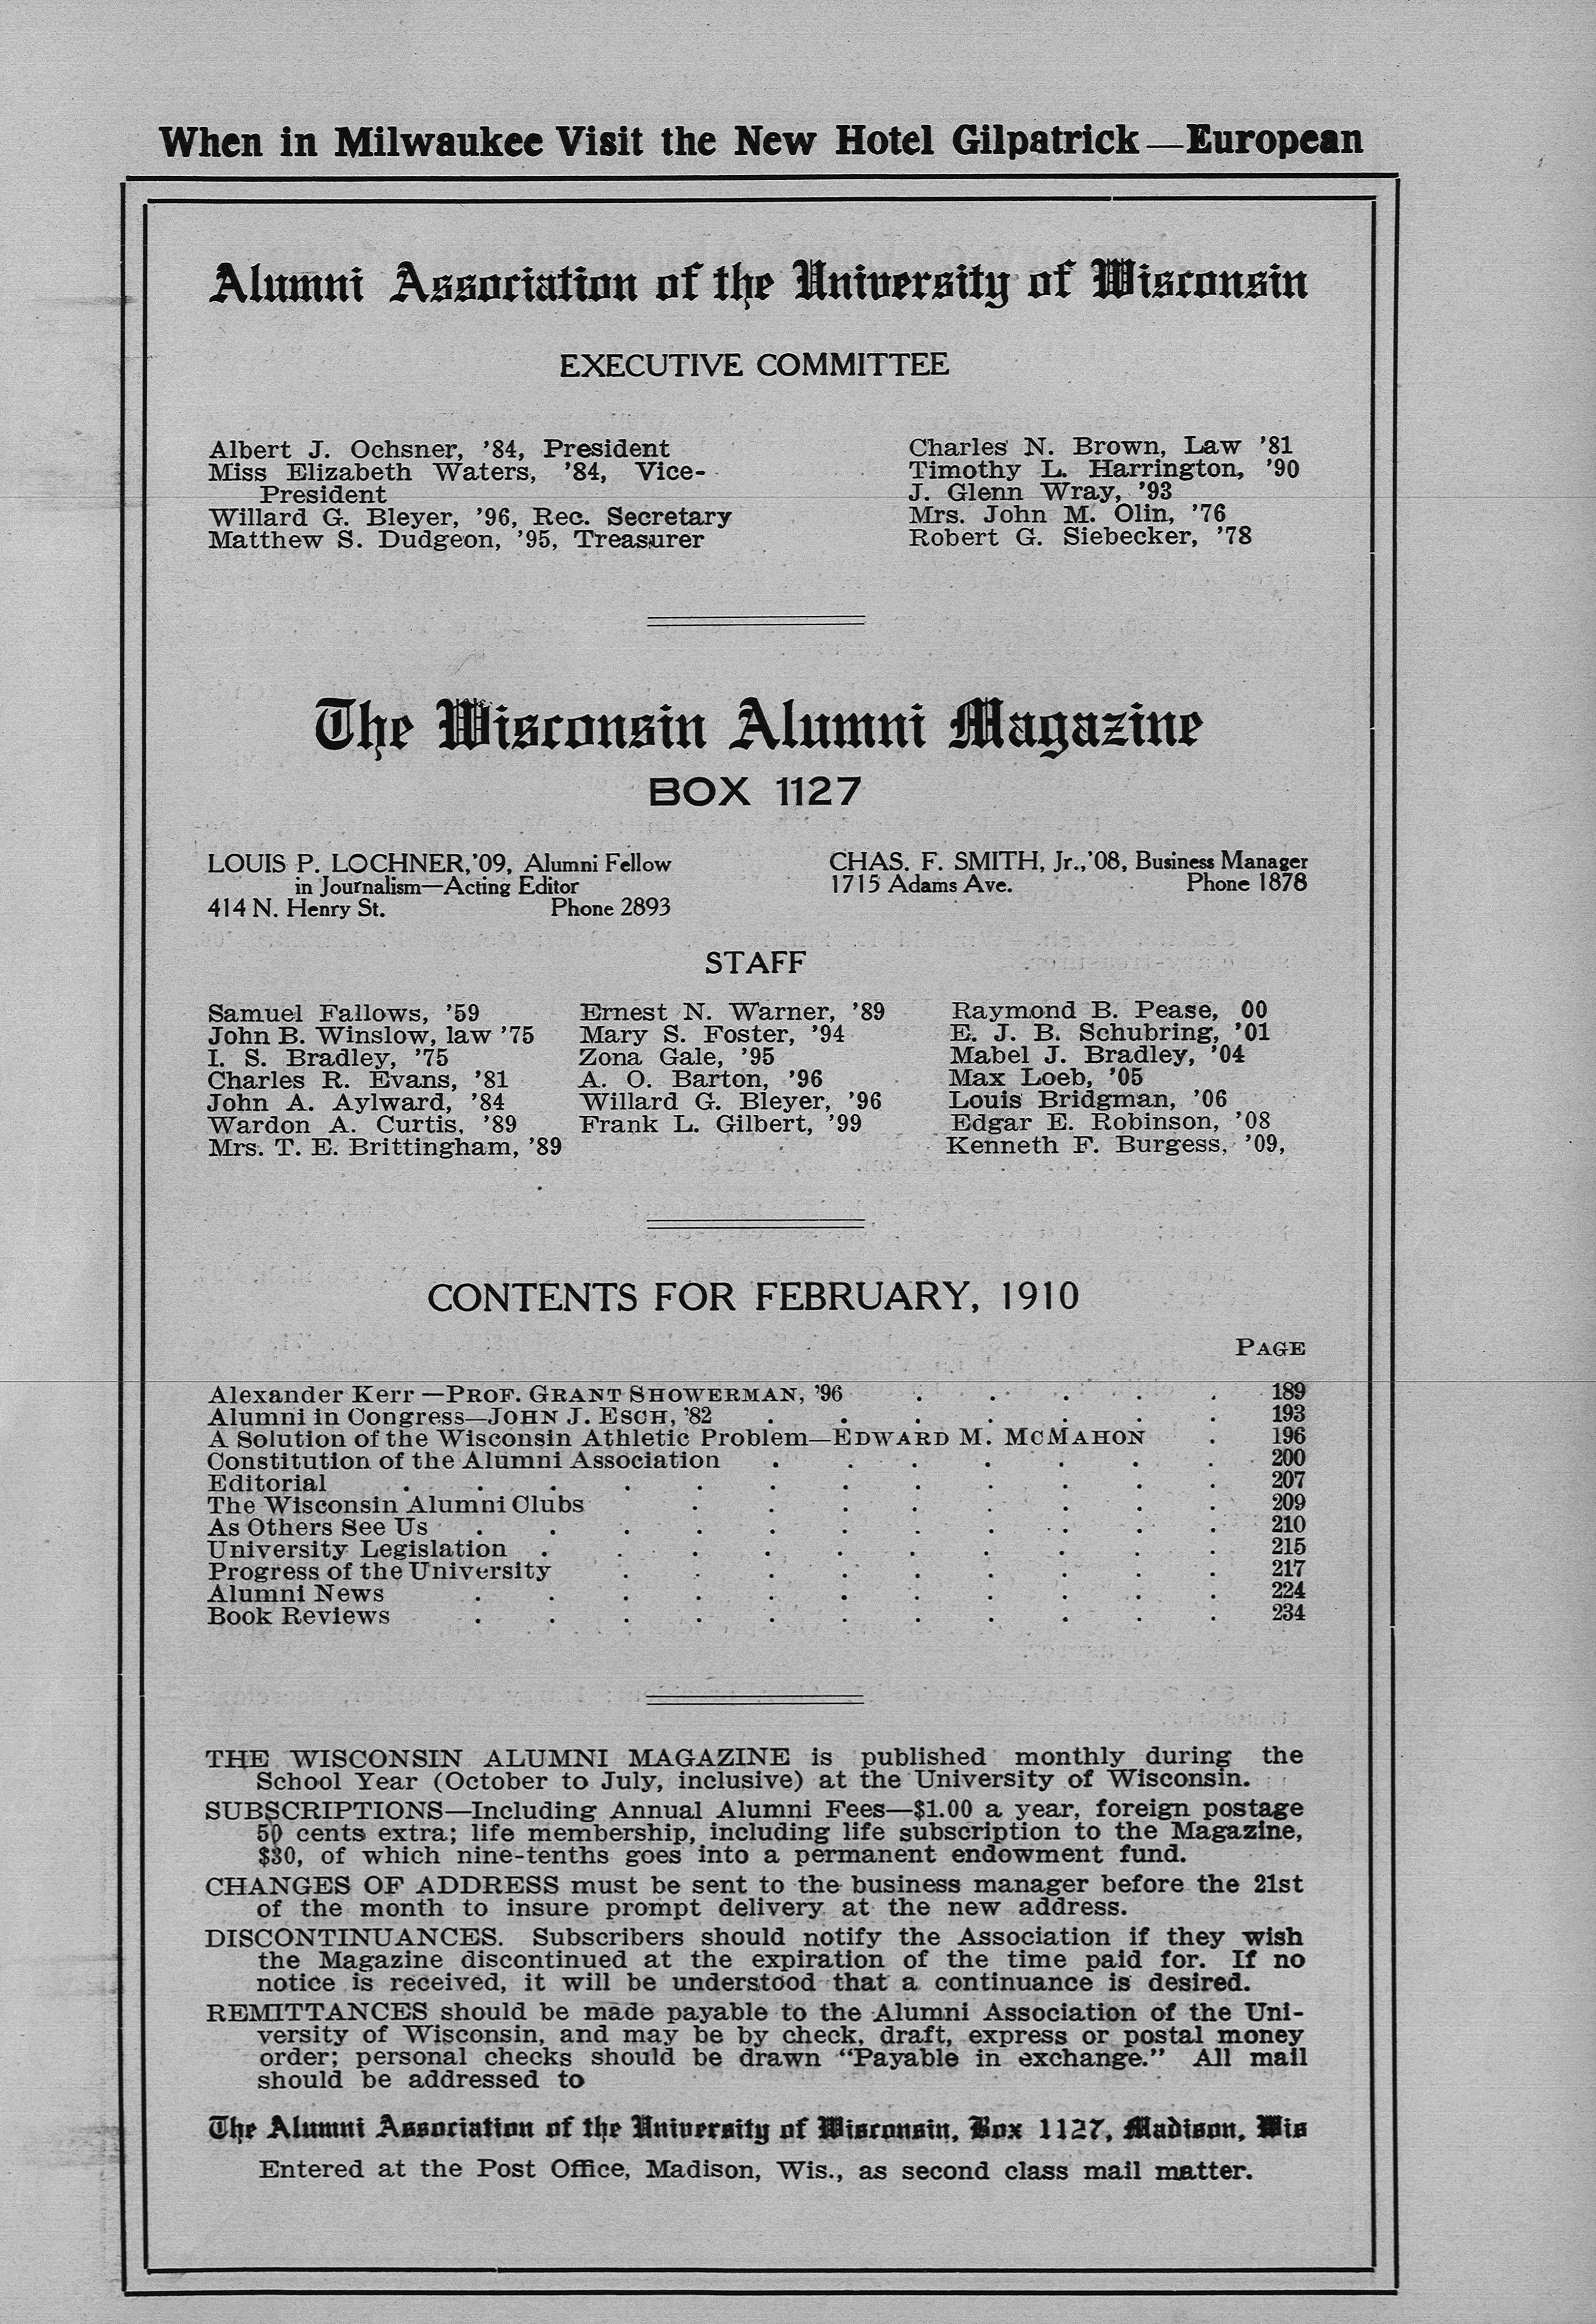 When in Milwaukee Visit the New Hotel Gilpatrick—European
Alumni Association of the University of Wisconsin
EXECUTIVE COMMITTEE
Albert J. Ochsner, '84, President
Miss Elizabeth Waters, '84, Vice-
President
Willard G. Bleyer, '96, Rec. Secretary
Matthew S. Dudgeon, '95, Treasurer
Charles N. Brown, Law '81
Timothy L. Harrington, '90
J. Glenn Wray, '93
Mrs. John M. Olin, '76
Robert G. Siebecker, '78
The Wisconsin Alumni Magazine
BOX 1127
LOUIS P. LOCHNER, '09, Alumni Fellow
in Journalism—Acting Editor
414 N. Henry St. Phone 2893
CHAS. F. SMITH, Jr., '08, Business Manager
1715 Adams Ave. Phone 1878
STAFF
Samuel Fallows, '59
John B. Winslow, law '75
I. S. Bradley, '75
Charles R. Evans, '81
John A. Aylward, '84
Wardon A. Curtis, '89
Mrs. T. E. Brittingham, '89
Ernest N. Warner, '89
Mary S. Foster, '94
Zona Gale, '95
A. O. Barton, '96
Willard G. Bleyer, '96
Frank L. Gilbert, '99
Raymond B. Pease, 00
E. J. B. Schubring, '01
Mabel J. Bradley, '04
Max Loeb, '05
Louis Bridgman, '06
Edgar E. Robinson, '08
Kenneth F. Burgess, '09,
CONTENTS FOR FEBRUARY, 1910
PAGE
Alexander Kerr—PROF. GRANT SHOWERMAN, '96 . . . . . 189
Alumni in Congress—JOHN J. ESCH, '82 . . . . . . . 193
A Solution of the Wisconsin Athletic Problem—EDWARD M. MCMAHON . 196
Constitution of the Alumni Association . . . . . . . 200
Editorial . . . . . . . . . . . . 207
The Wisconsin Alumni Clubs . . . . . . . . 209
As Others See Us . . . . . . . . . . . 210
University Legislation . . . . . . . . . . 215
Progress of the University . . . . . . . . . 217
Alumni News . . . . . . . . . . . 224
Book Reviews . . . . . . . . . . . 234
THE WISCONSIN ALUMNI MAGAZINE is published monthly during the
School Year (October to July, inclusive) at the University of Wisconsin.
SUBSCRIPTIONS—Including Annual Alumni Fees—$1.00 a year, foreign postage
50 cents extra; life membership, including life subscription to the Magazine,
$30, of which nine-tenths goes into a permanent endowment fund.
CHANGES OF ADDRESS must be sent to the business manager before the 21st
of the month to insure prompt delivery at the new address.
DISCONTINUANCES. Subscribers should notify the Association if they wish
the Magazine discontinued at the expiration of the time paid for. If no
notice is received, it will be understood that a continuance is desired.
REMITTANCES should be made payable to the Alumni Association of the Uni-
versity of Wisconsin, and may be by check, draft, express or postal money
order; personal checks should be drawn "Payable in exchange." All mail
should be addressed to
The Alumni Association of the University of Wisconsin, Box 1127, Madison, Wis
Entered at the Post Office, Madison, Wis., as second class mail matter.